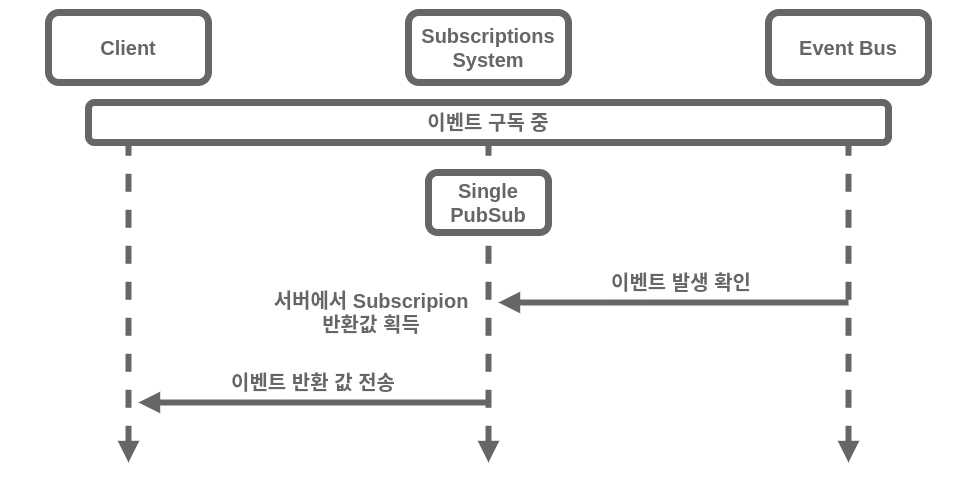 Client
Subscriptions
System
Event Bus
이벤트 구독 중
Single
PubSub
이벤트 발생 확인
서버에서 Subscripion
반환값 획득
이벤트 반환 값 전송